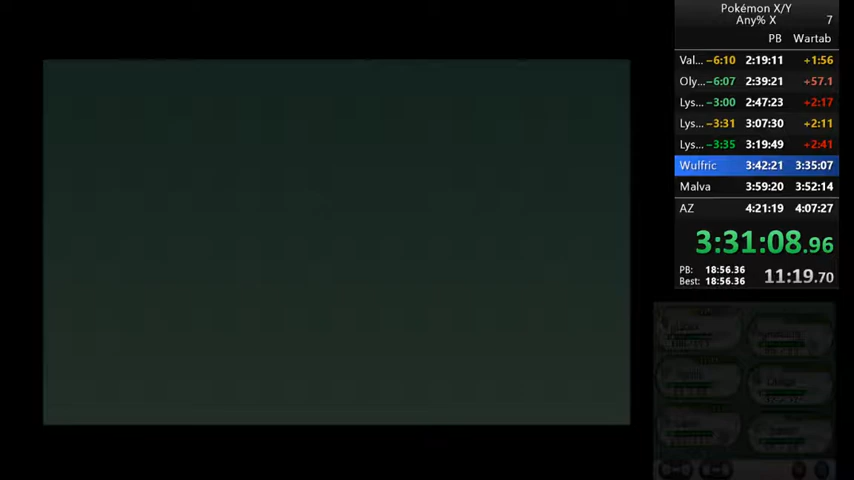 Pokémon X/Y
Any% X 7
PB Wartab
Val... −6:10 2:19:11 +1:56
Oly... −6:07 2:39:21 +57.1
Lys... −3:00 2:47:23 +2:17
Lys... −3:31 3:07:30 +2:11
Lys... −3:35 3:19:49 +2:41
Wulfric 3:42:21 3:35:07
Malva 3:59:20 3:52:14
AZ 4:21:19 4:07:27
3:31:08.96
PB: 18:56.36 11:19.70
Best: 18:56.36